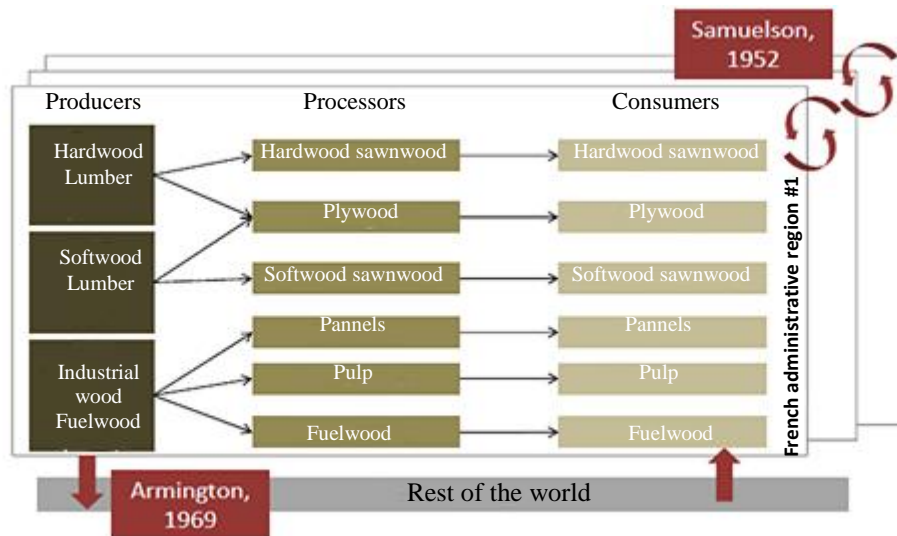 Samuelson,
1952
Producers
Processors
Consumers
Hardwood
Lumber
Softwood
Lumber
Industrial
wood
Fuelwood
Hardwood sawnwood
Plywood
Softwood sawnwood
Pannels
Pulp
Fuelwood
Hardwood sawnwood
Plywood
Softwood sawnwood
Pannels
Pulp
Fuelwood
French administrative region #1
Armington,
1969
Rest of the world